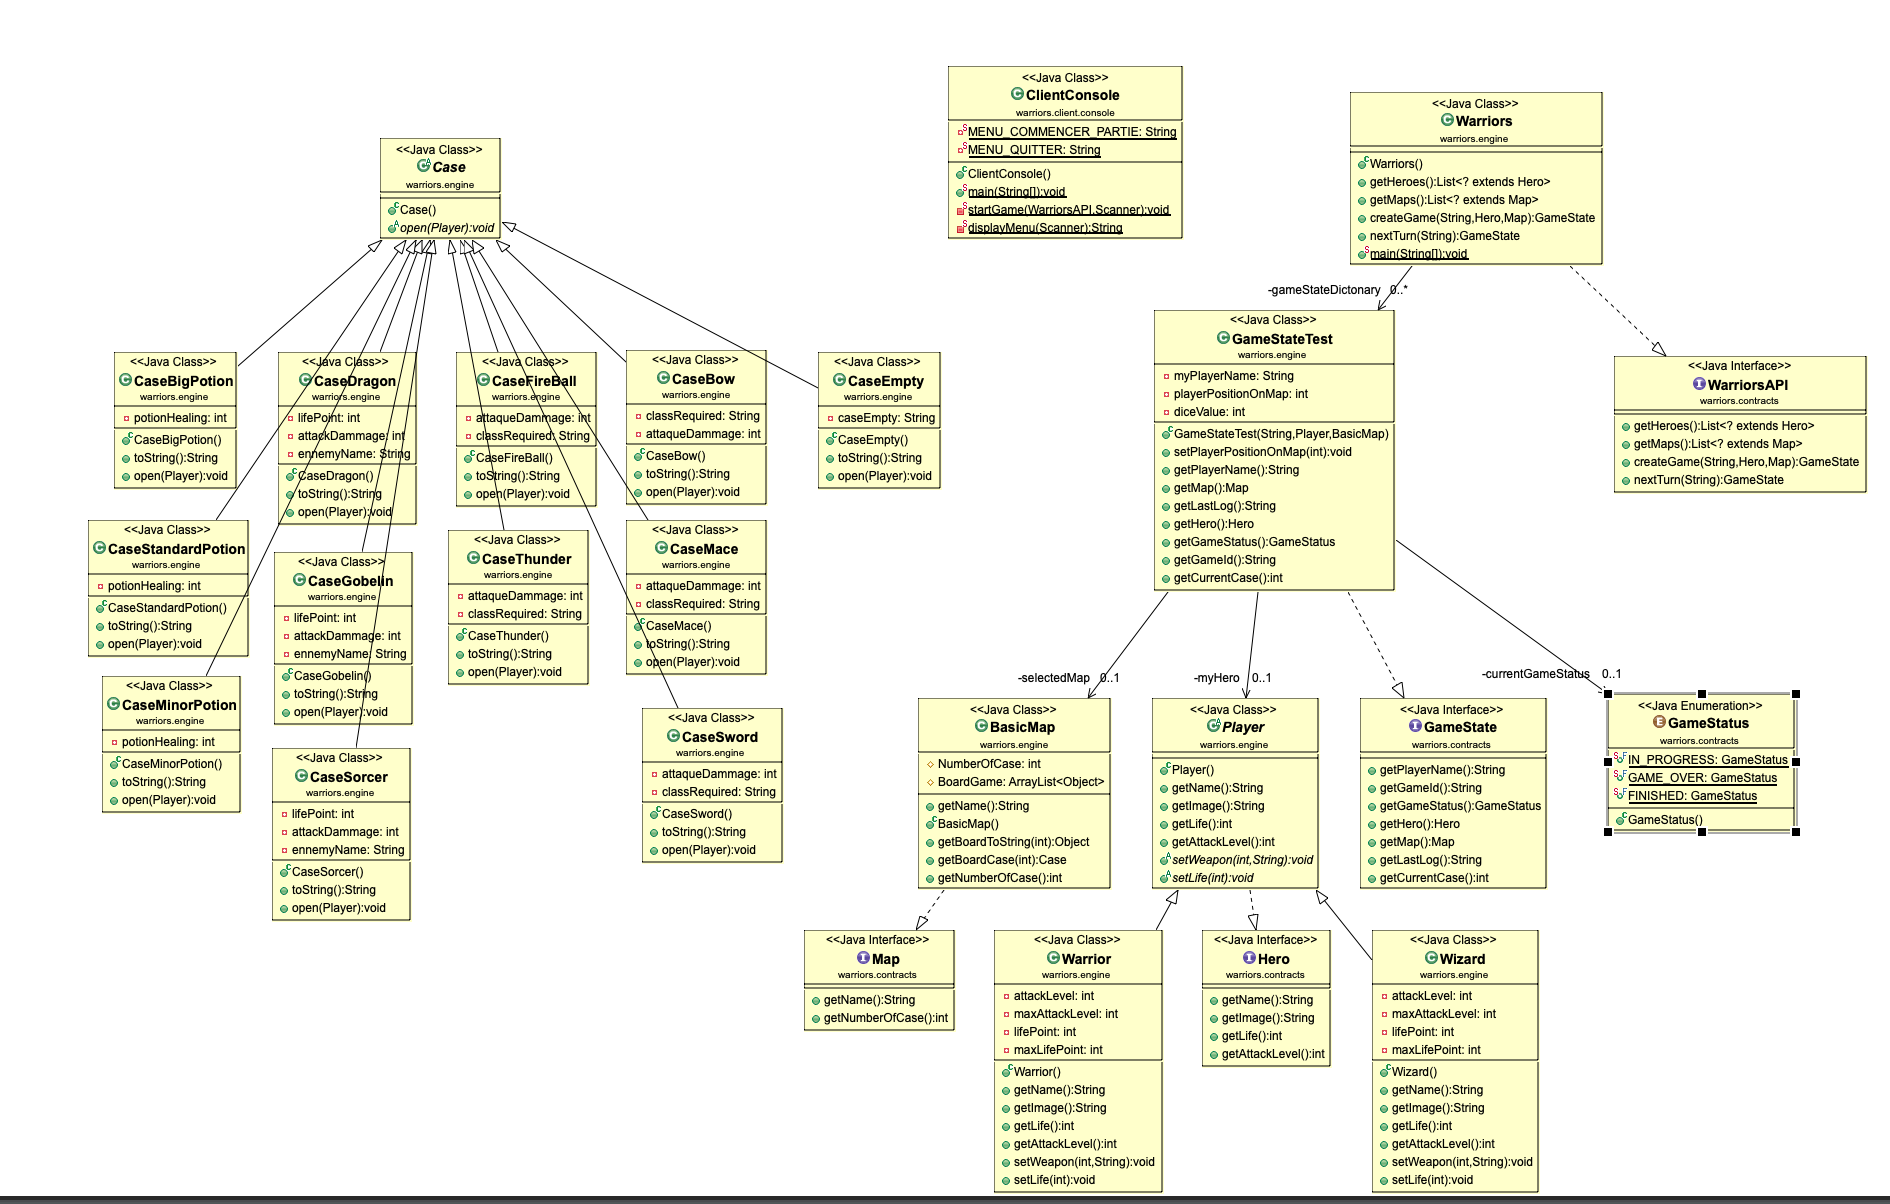 <<Java Class>>
ClientConsole
warriors.client.console
MENU_COMMENCER_PARTIE: String
MENU_QUITTER: String
ClientConsole()
main(String[]):void
startGame(WarriorsAPI,Scanner):void
displayMenu(Scanner):String
<<Java Class>>
Warriors
warriors.engine
Warriors()
getHeroes():List<? extends Hero>
getMaps():List<? extends Map>
createGame(String,Hero,Map):GameState
nextTurn(String):GameState
main(String[]):void
<<Java Class>>
Case
warriors.engine
Case()
open(Player):void
-gameStateDictonary 0..*
<<Java Class>>
GameStateTest
warriors.engine
myPlayerName: String
playerPositionOnMap: int
diceValue: int
GameStateTest(String,Player,BasicMap)
setPlayerPositionOnMap(int):void
getPlayerName():String
getMap():Map
getLastLog():String
getHero():Hero
getGameStatus():GameStatus
getGameId():String
getCurrentCase():int
<<Java Interface>>
WarriorsAPI
warriors.contracts
getHeroes():List<? extends Hero>
getMaps():List<? extends Map>
createGame(String,Hero,Map):GameState
nextTurn(String):GameState
<<Java Class>>
CaseBigPotion
warriors.engine
potionHealing: int
CaseBigPotion()
toString():String
open(Player):void
<<Java Class>>
CaseDragon
warriors.engine
lifePoint: int
attackDammage: int
ennemyName: String
CaseDragon()
toString():String
open(Player):void
<<Java Class>>
CaseFireBall
warriors.engine
attaqueDammage: int
classRequired: String
CaseFireBall()
toString():String
open(Player):void
<<Java Class>>
CaseBow
warriors.engine
classRequired: String
attaqueDammage: int
CaseBow()
toString():String
open(Player):void
<<Java Class>>
CaseEmpty
warriors.engine
caseEmpty: String
CaseEmpty()
toString():String
open(Player):void
<<Java Class>>
CaseStandardPotion
warriors.engine
potionHealing: int
CaseStandardPotion()
toString():String
open(Player):void
<<Java Class>>
CaseGobelin
warriors.engine
lifePoint: int
attackDammage: int
ennemyName: String
CaseGobelin()
toString():String
open(Player):void
<<Java Class>>
CaseThunder
warriors.engine
attaqueDammage: int
classRequired: String
CaseThunder()
toString():String
open(Player):void
<<Java Class>>
CaseMace
warriors.engine
attaqueDammage: int
classRequired: String
CaseMace()
toString():String
open(Player):void
<<Java Class>>
CaseMinorPotion
warriors.engine
potionHealing: int
CaseMinorPotion()
toString():String
open(Player):void
<<Java Class>>
CaseSorcer
warriors.engine
lifePoint: int
attackDammage: int
ennemyName: String
CaseSorcer()
toString():String
open(Player):void
<<Java Class>>
CaseSword
warriors.engine
attaqueDammage: int
classRequired: String
CaseSword()
toString():String
open(Player):void
-selectedMap 0..1
-myHero 0..1
-currentGameStatus 0..1
<<Java Class>>
BasicMap
warriors.engine
NumberOfCase: int
BoardGame: ArrayList<Object>
getName():String
BasicMap()
getBoardToString(int):Object
getBoardCase(int):Case
getNumberOfCase():int
<<Java Class>>
Player
warriors.engine
Player()
getName():String
getImage():String
getLife():int
getAttackLevel():int
setWeapon(int,String):void
setLife(int):void
<<Java Interface>>
GameState
warriors.contracts
getPlayerName():String
getGameId():String
getGameStatus():GameStatus
getHero():Hero
getMap():Map
getLastLog():String
getCurrentCase():int
<<Java Enumeration>>
GameStatus
warriors.contracts
IN_PROGRESS: GameStatus
GAME_OVER: GameStatus
FINISHED: GameStatus
GameStatus()
<<Java Interface>>
Map
warriors.contracts
getName():String
getNumberOfCase():int
<<Java Class>>
Warrior
warriors.engine
attackLevel: int
maxAttackLevel: int
lifePoint: int
maxLifePoint: int
Warrior()
getName():String
getImage():String
getLife():int
getAttackLevel():int
setWeapon(int,String):void
setLife(int):void
<<Java Interface>>
Hero
warriors.contracts
getName():String
getImage():String
getLife():int
getAttackLevel():int
<<Java Class>>
Wizard
warriors.engine
attackLevel: int
maxAttackLevel: int
lifePoint: int
maxLifePoint: int
Wizard()
getName():String
getImage():String
getLife():int
getAttackLevel():int
setWeapon(int,String):void
setLife(int):void